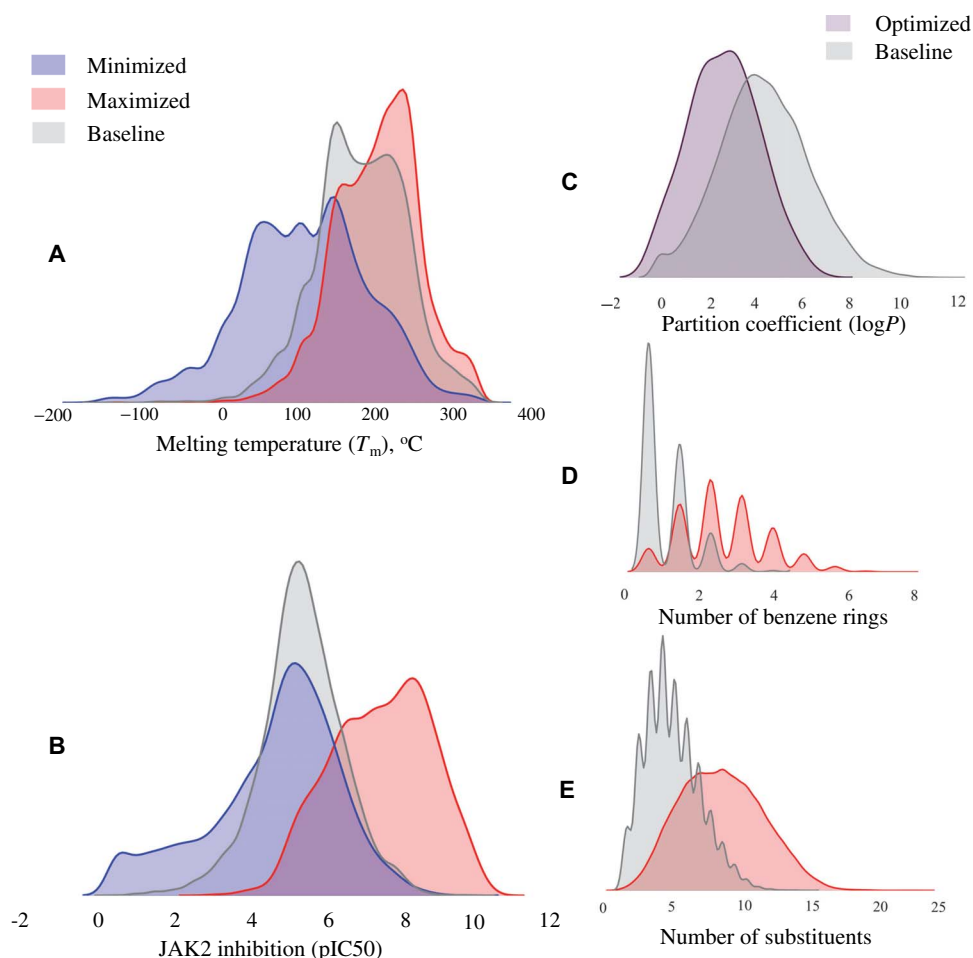 Minimized
Maximized
Baseline
A
−200 −100 0 100 200 300 400
Melting temperature (Tm), °C
B
-2 0 2 4 6 8 10 12
JAK2 inhibition (pIC50)
Optimized
Baseline
C
−2 0 2 4 6 8 10 12
Partition coefficient (logP)
D
0 2 4 6 8
Number of benzene rings
E
0 5 10 15 20 25
Number of substituents